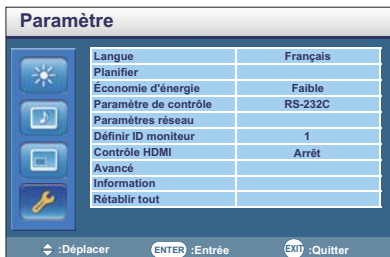 Paramètre
Langue Français
Planifier
Économie d'énergie Faible
Paramètre de contrôle RS-232C
Paramètres réseau
Définir ID moniteur 1
Contrôle HDMI Arrêt
Avancé
Information
Rétablir tout
:Déplacer ENTER :Entrée EXIT :Quitter